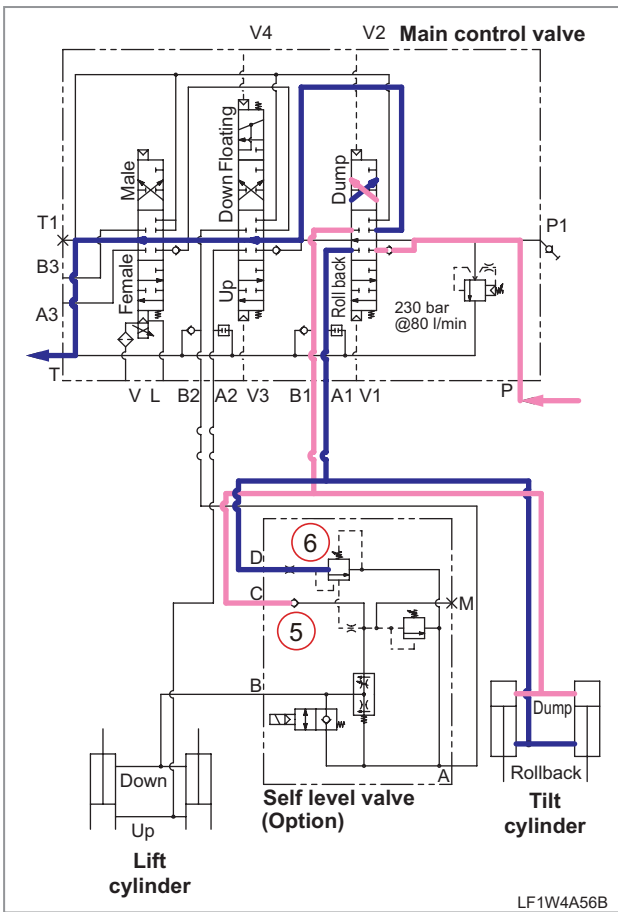 V4
V2
Main control valve
Male
Down Floating
Dump
T1
P1
B3
A3
Female
Up
Roll back
230 bar
@80 l/min
T
V
L
B2
A2
V3
B1
A1
V1
P
6
D
C
M
5
B
Dump
Down
A
Rollback
Up
Self level valve
(Option)
Tilt
cylinder
Lift
cylinder
LF1W4A56B